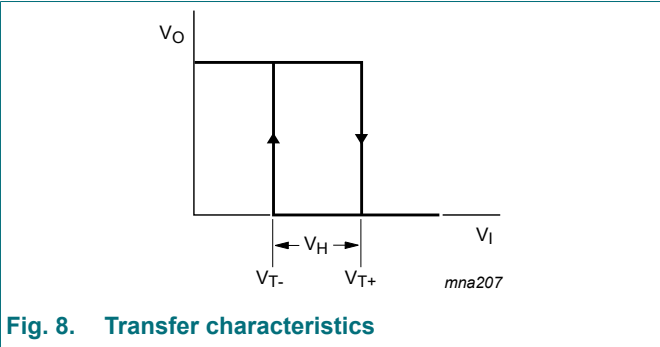 VO
VH
VI
VT-
VT+
mna207
Fig. 8. Transfer characteristics